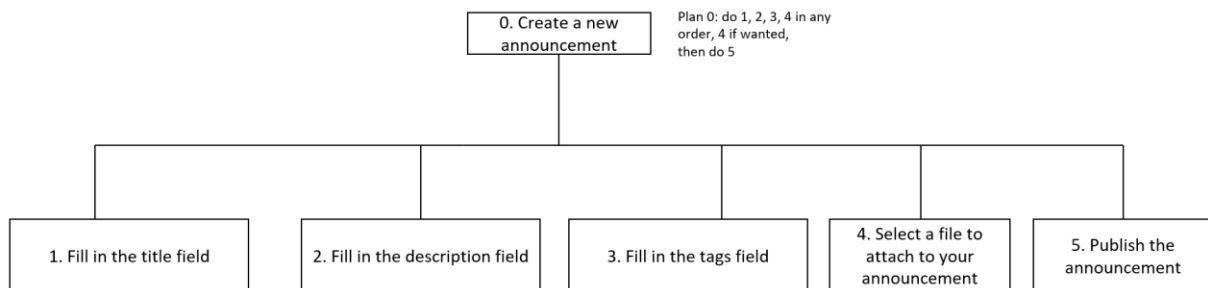 0. Create a new
announcement
Plan 0: do 1, 2, 3, 4 in any
order, 4 if wanted,
then do 5
1. Fill in the title field
2. Fill in the description field
3. Fill in the tags field
4. Select a file to
attach to your
announcement
5. Publish the
announcement